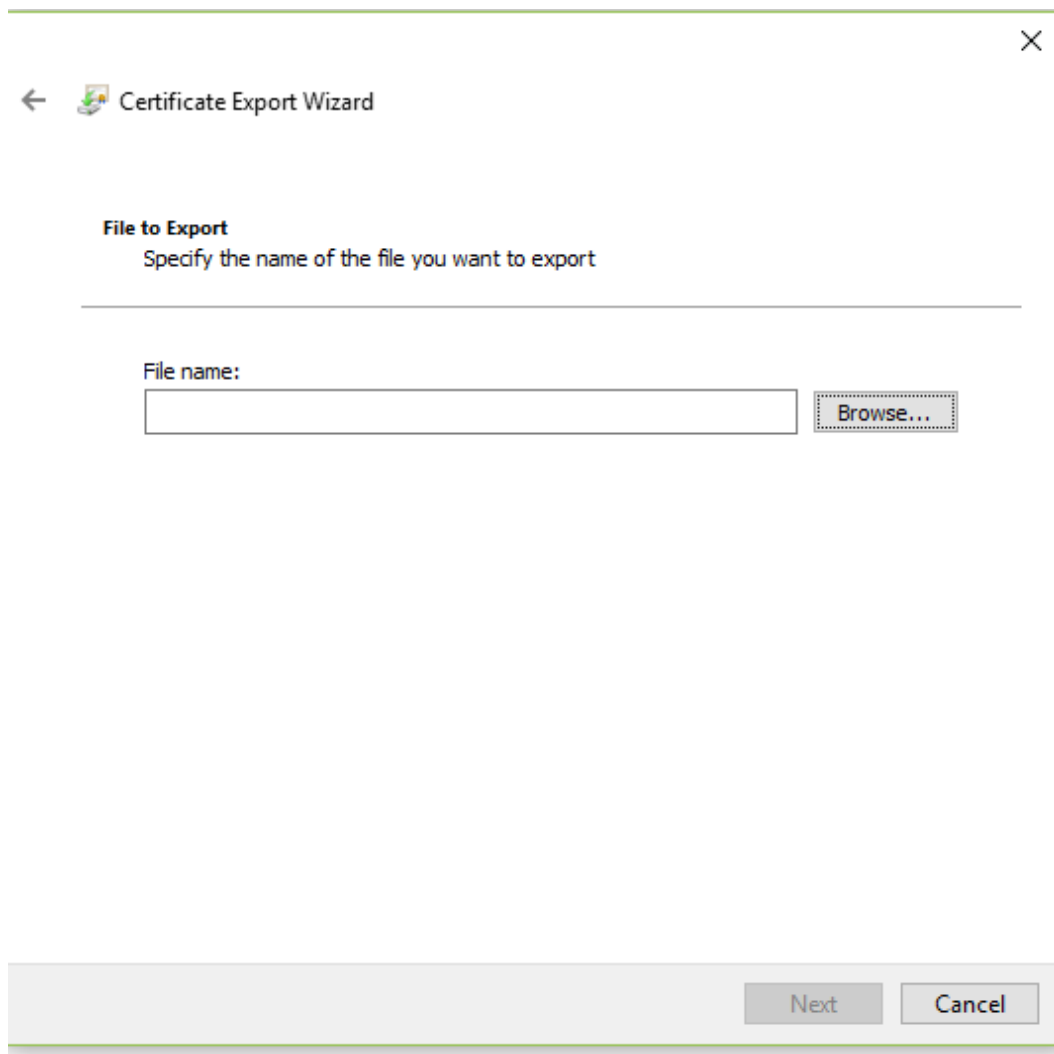 Certificate Export Wizard
File to Export
Specify the name of the file you want to export
File name:
Browse...
Next
Cancel